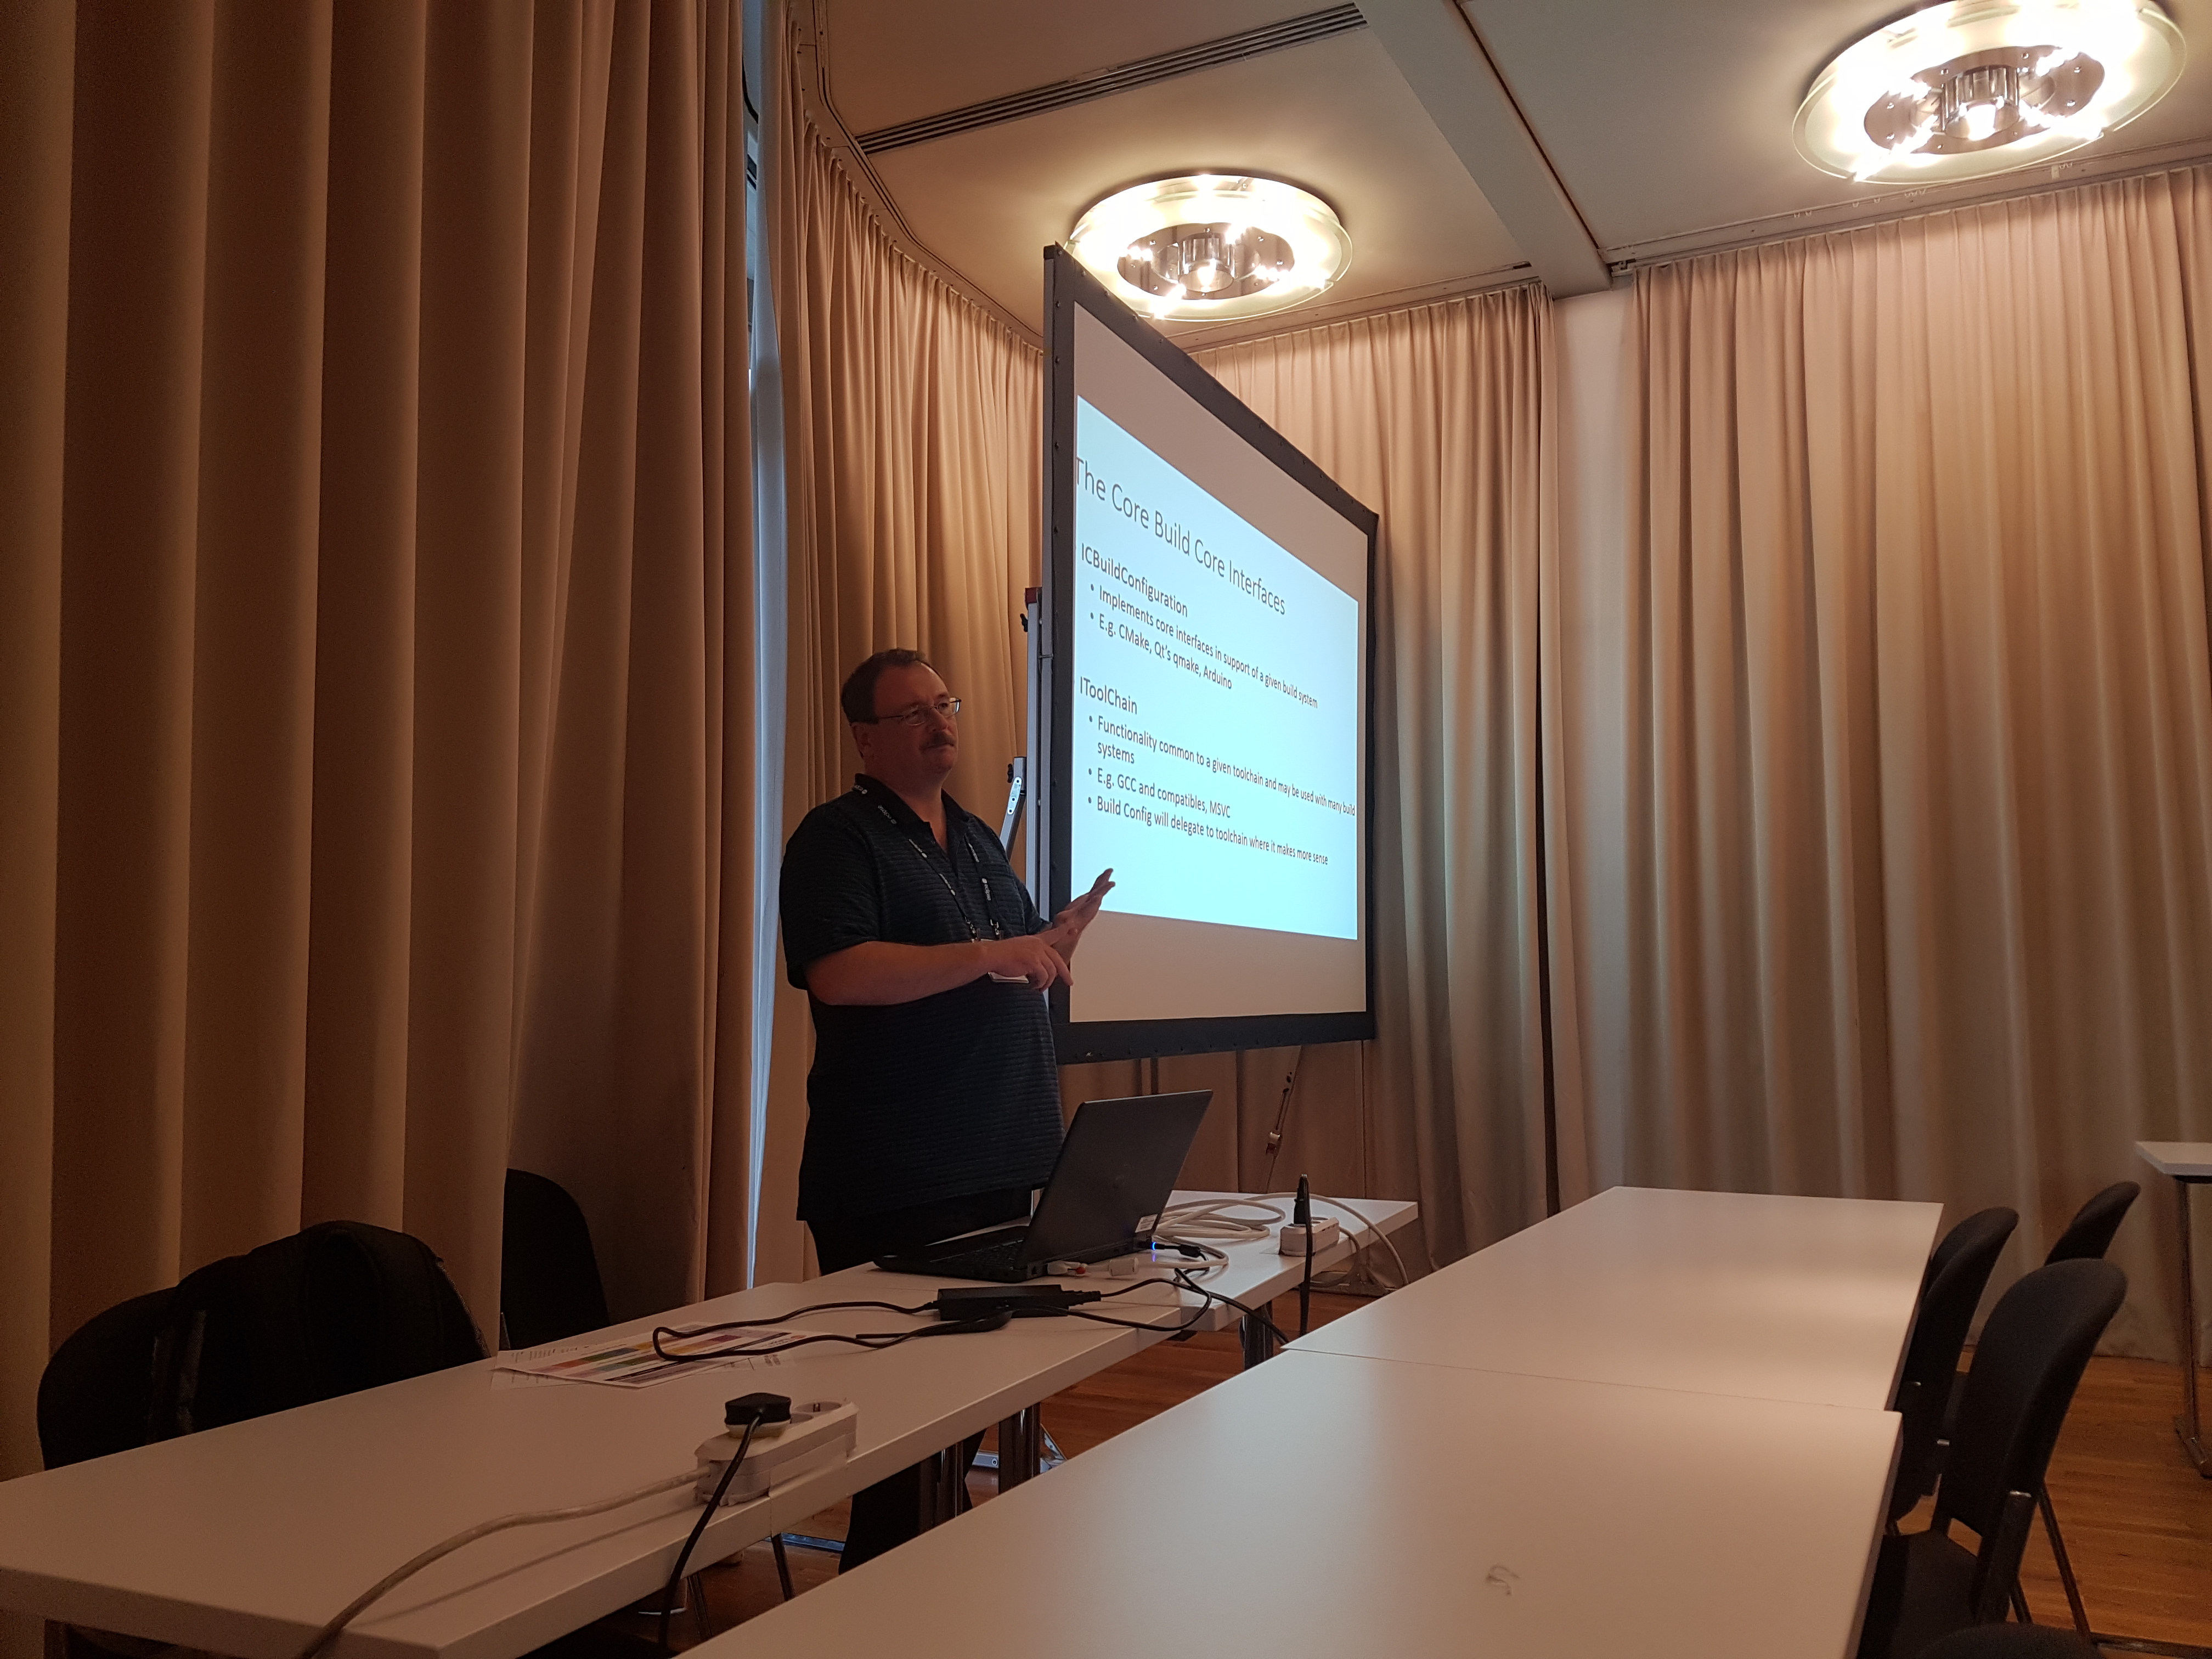 The Core Build Core Interfaces
ICBuildConfiguration
• Implements core interfaces in support of a given build system
• E.g. CMake, Qt's qmake, Arduino
IToolChain
• Functionality common to a given toolchain and may be used with many build
systems
• E.g. GCC and compatibles, MSVC
• Build Config will delegate to toolchain where it makes more sense